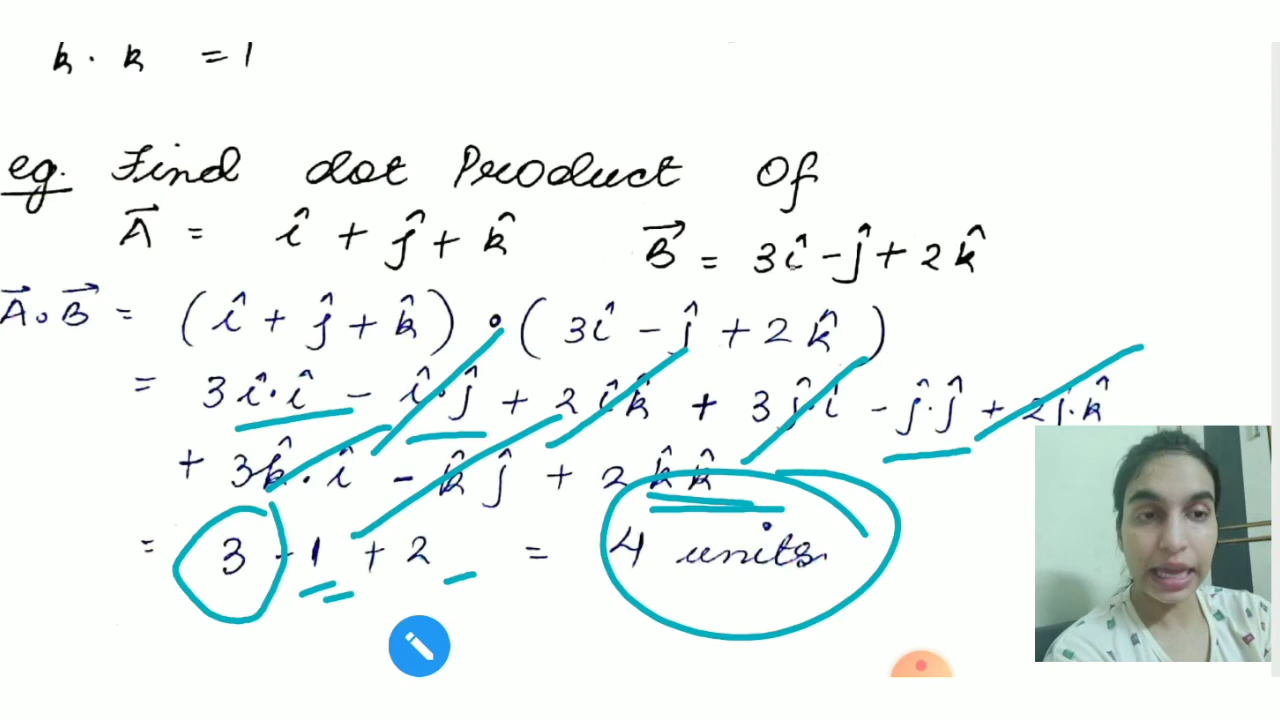 k . k = 1
eg. Find dot Product Of
A⃗ = î + ĵ + k̂   B⃗ = 3î - ĵ + 2k̂
A⃗ . B⃗ = (î + ĵ + k̂) • (3î - ĵ + 2k̂)
= 3î·î - î·ĵ + 2îk̂ + 3ĵ·î - ĵ·ĵ + 2ĵ·k̂
+ 3k̂·î - k̂ĵ + 2k̂k̂
= 3 - 1 + 2 = 4 units.